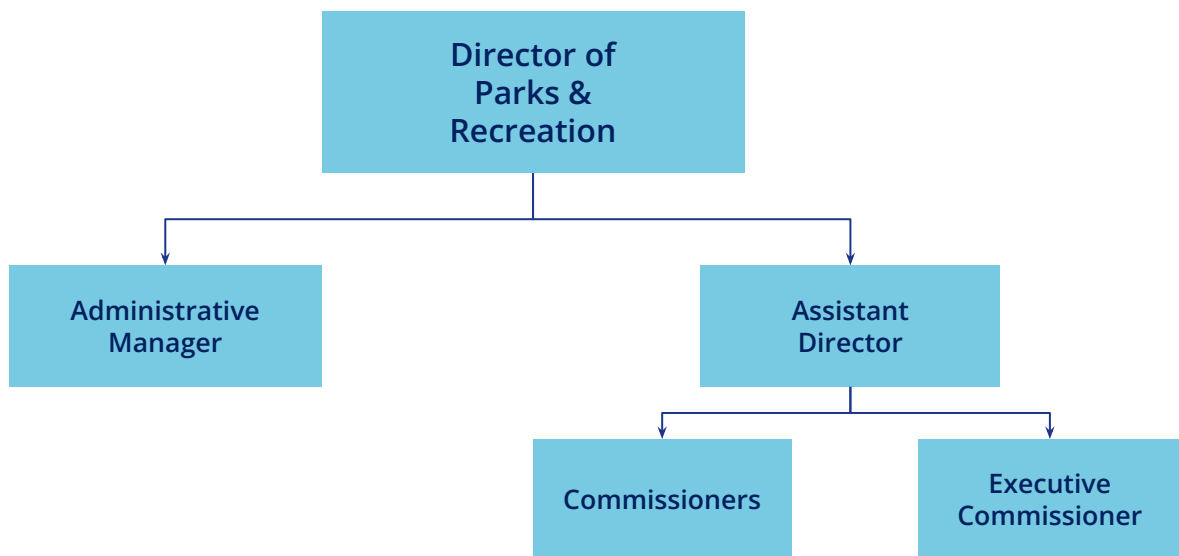 Director of
Parks &
Recreation
Administrative
Manager
Assistant
Director
Commissioners
Executive
Commissioner